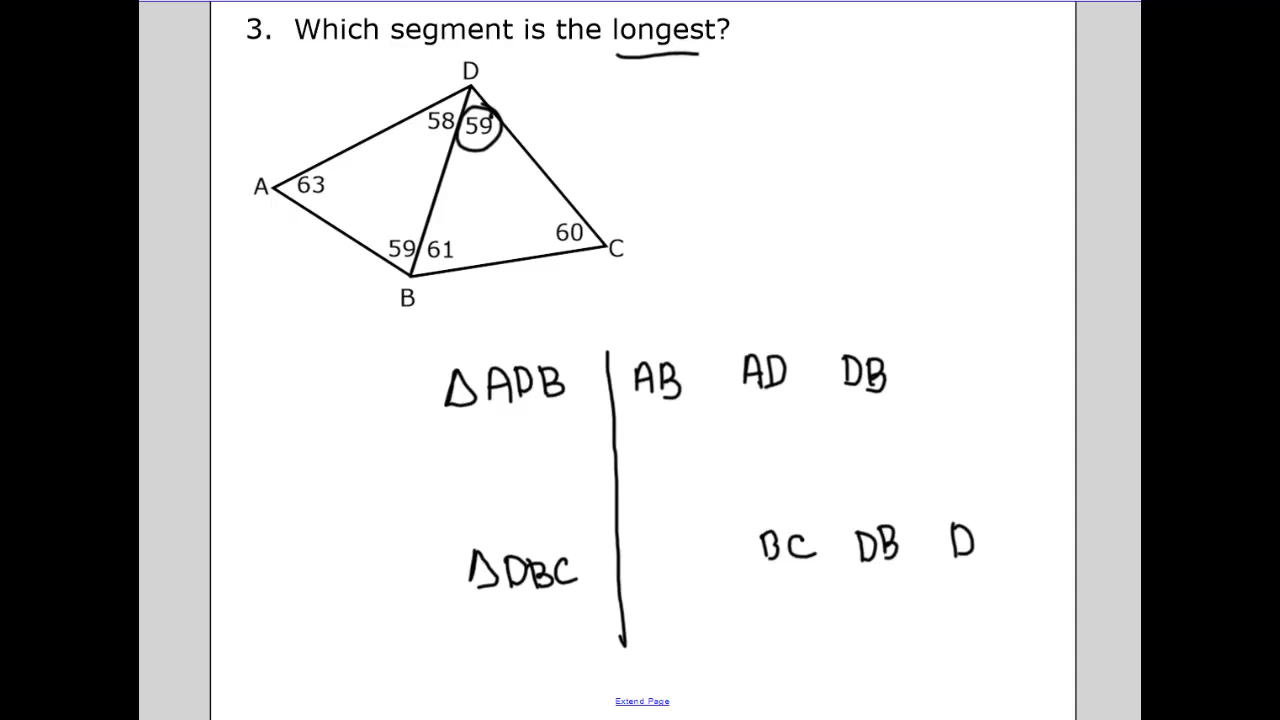 3. Which segment is the longest?
D
58 59
A 63
60 C
59 61
B
ΔADB AB AD DB
ΔDBC BC DB D
Extend Page